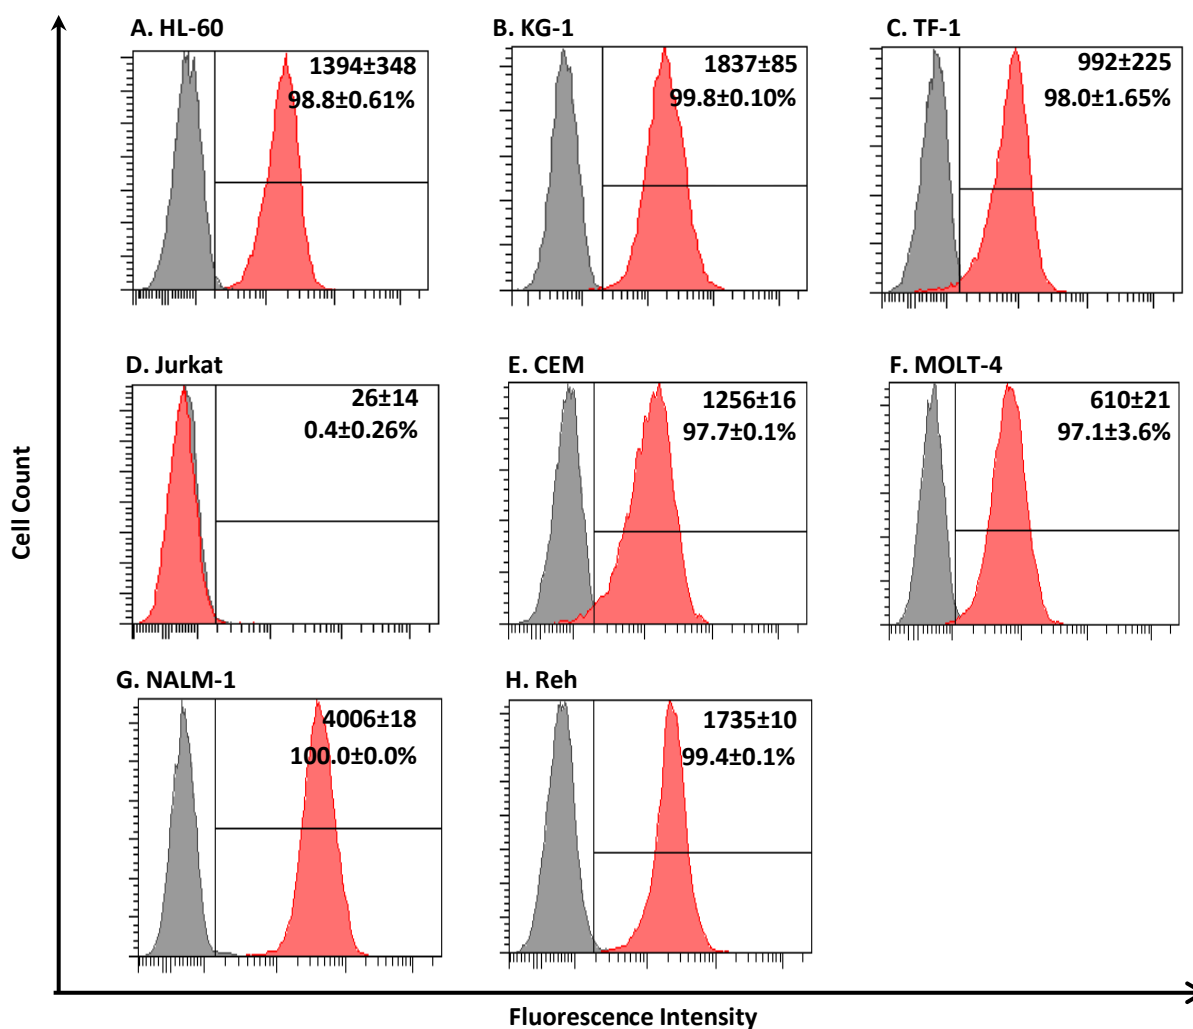 A. HL-60
1394±348
98.8±0.61%
B. KG-1
1837±85
99.8±0.10%
C. TF-1
992±225
98.0±1.65%
D. Jurkat
26±14
0.4±0.26%
E. CEM
1256±16
97.7±0.1%
F. MOLT-4
610±21
97.1±3.6%
G. NALM-1
4006±18
100.0±0.0%
H. Reh
1735±10
99.4±0.1%
Cell Count
Fluorescence Intensity